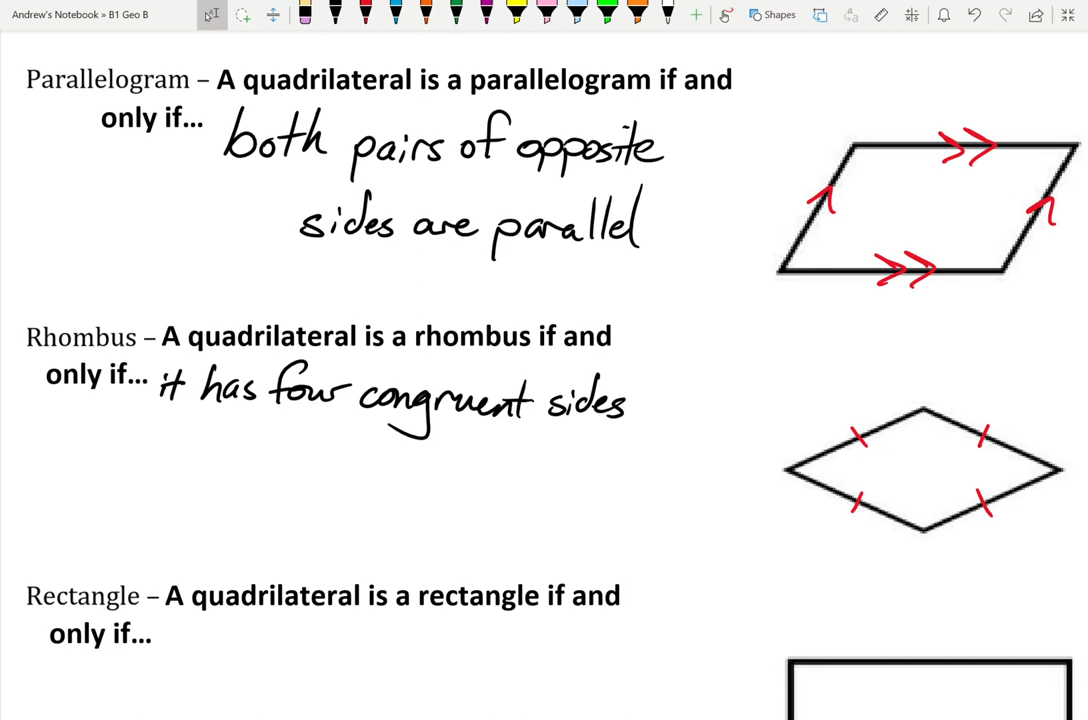 Andrew's Notebook » B1 Geo B
Shapes
Parallelogram – A quadrilateral is a parallelogram if and
only if... both pairs of opposite
sides are parallel
Rhombus – A quadrilateral is a rhombus if and
only if... it has four congruent sides
Rectangle – A quadrilateral is a rectangle if and
only if...